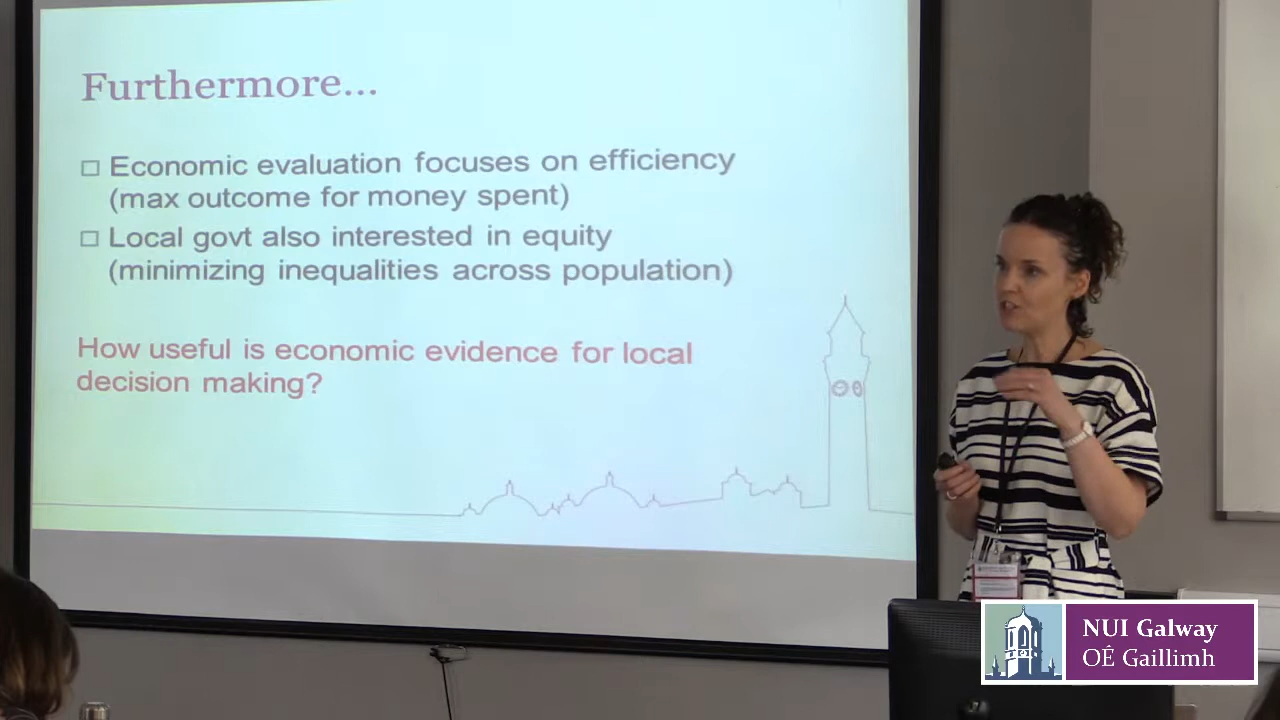 Furthermore...
□ Economic evaluation focuses on efficiency
(max outcome for money spent)
□ Local govt also interested in equity
(minimizing inequalities across population)
How useful is economic evidence for local
decision making?
NUI Galway
OÉ Gaillimh